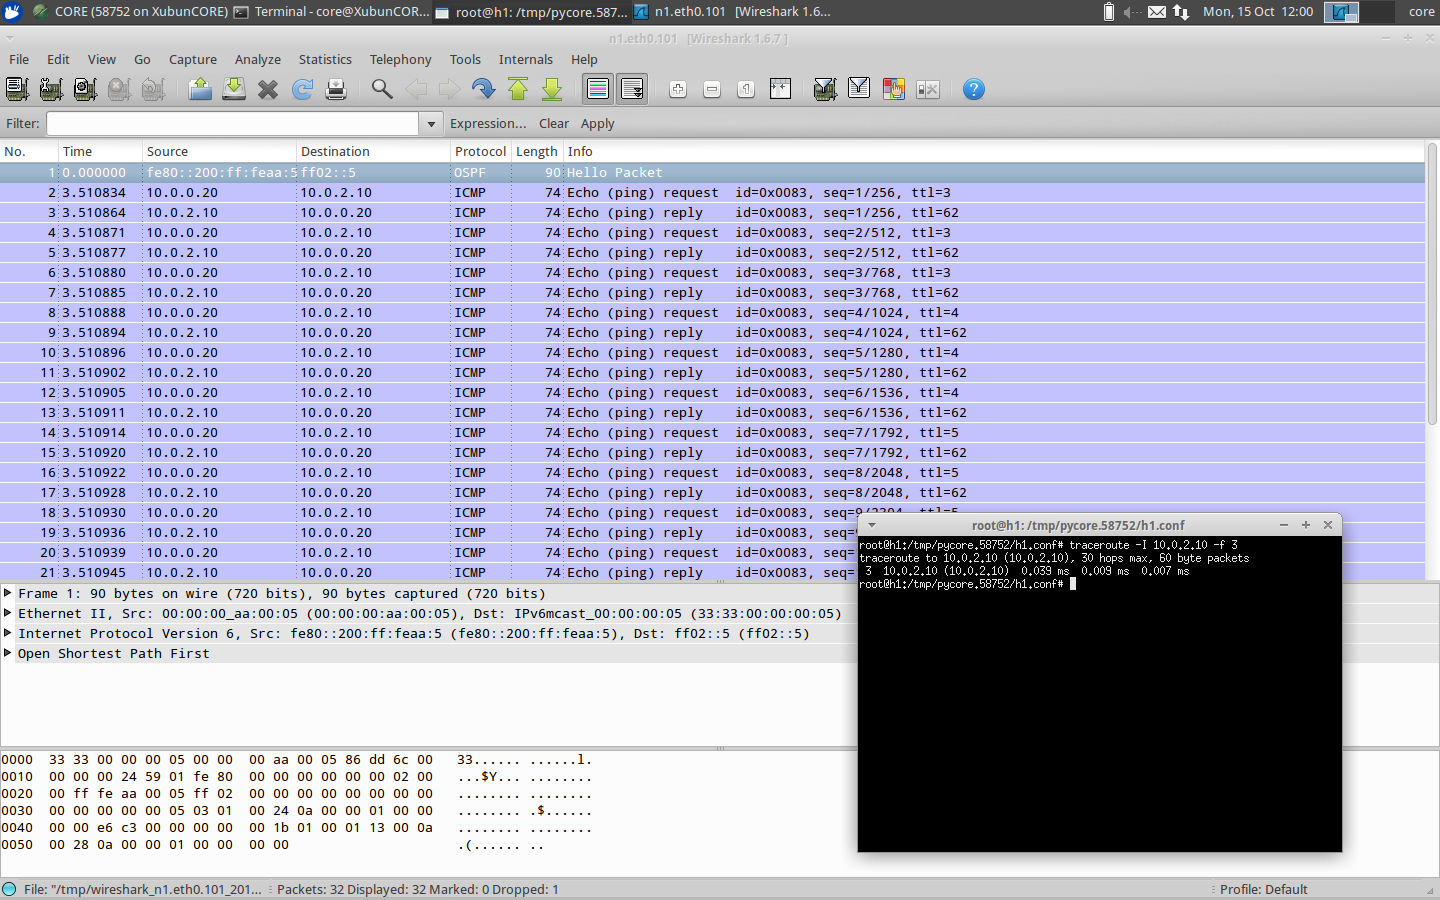 CORE (58752 on XubunCORE) Terminal - core@XubunCOR... root@h1: /tmp/pycore.587... n1.eth0.101 [Wireshark 1.6... Mon, 15 Oct 12:00 core
n1.eth0.101 [Wireshark 1.6.7 ]
File Edit View Go Capture Analyze Statistics Telephony Tools Internals Help
Filter: Expression... Clear Apply
No. Time Source Destination Protocol Length Info
1 0.000000 fe80::200:ff:feaa:5 ff02::5 OSPF 90 Hello Packet
2 3.510834 10.0.0.20 10.0.2.10 ICMP 74 Echo (ping) request id=0x0083, seq=1/256, ttl=3
3 3.510864 10.0.2.10 10.0.0.20 ICMP 74 Echo (ping) reply id=0x0083, seq=1/256, ttl=62
4 3.510871 10.0.0.20 10.0.2.10 ICMP 74 Echo (ping) request id=0x0083, seq=2/512, ttl=3
5 3.510877 10.0.2.10 10.0.0.20 ICMP 74 Echo (ping) reply id=0x0083, seq=2/512, ttl=62
6 3.510880 10.0.0.20 10.0.2.10 ICMP 74 Echo (ping) request id=0x0083, seq=3/768, ttl=3
7 3.510885 10.0.2.10 10.0.0.20 ICMP 74 Echo (ping) reply id=0x0083, seq=3/768, ttl=62
8 3.510888 10.0.0.20 10.0.2.10 ICMP 74 Echo (ping) request id=0x0083, seq=4/1024, ttl=4
9 3.510894 10.0.2.10 10.0.0.20 ICMP 74 Echo (ping) reply id=0x0083, seq=4/1024, ttl=62
10 3.510896 10.0.0.20 10.0.2.10 ICMP 74 Echo (ping) request id=0x0083, seq=5/1280, ttl=4
11 3.510902 10.0.2.10 10.0.0.20 ICMP 74 Echo (ping) reply id=0x0083, seq=5/1280, ttl=62
12 3.510905 10.0.0.20 10.0.2.10 ICMP 74 Echo (ping) request id=0x0083, seq=6/1536, ttl=4
13 3.510911 10.0.2.10 10.0.0.20 ICMP 74 Echo (ping) reply id=0x0083, seq=6/1536, ttl=62
14 3.510914 10.0.0.20 10.0.2.10 ICMP 74 Echo (ping) request id=0x0083, seq=7/1792, ttl=5
15 3.510920 10.0.2.10 10.0.0.20 ICMP 74 Echo (ping) reply id=0x0083, seq=7/1792, ttl=62
16 3.510922 10.0.0.20 10.0.2.10 ICMP 74 Echo (ping) request id=0x0083, seq=8/2048, ttl=5
17 3.510928 10.0.2.10 10.0.0.20 ICMP 74 Echo (ping) reply id=0x0083, seq=8/2048, ttl=62
18 3.510930 10.0.0.20 10.0.2.10 ICMP 74 Echo (ping) request id=0x0083, seq=9/2304, ttl=5
19 3.510936 10.0.2.10 10.0.0.20 ICMP 74 Echo (ping) reply id=0x0083, seq=
20 3.510939 10.0.0.20 10.0.2.10 ICMP 74 Echo (ping) request id=0x0083, seq=
21 3.510945 10.0.2.10 10.0.0.20 ICMP 74 Echo (ping) reply id=0x0083, seq=
root@h1: /tmp/pycore.58752/h1.conf
root@h1:/tmp/pycore.58752/h1.conf# traceroute -I 10.0.2.10 -f 3
traceroute to 10.0.2.10 (10.0.2.10), 30 hops max, 60 byte packets
3 10.0.2.10 (10.0.2.10) 0.039 ms 0.009 ms 0.007 ms
root@h1:/tmp/pycore.58752/h1.conf#
Frame 1: 90 bytes on wire (720 bits), 90 bytes captured (720 bits)
Ethernet II, Src: 00:00:00_aa:00:05 (00:00:00:aa:00:05), Dst: IPv6mcast_00:00:00:05 (33:33:00:00:00:05)
Internet Protocol Version 6, Src: fe80::200:ff:feaa:5 (fe80::200:ff:feaa:5), Dst: ff02::5 (ff02::5)
Open Shortest Path First
0000 33 33 00 00 00 05 00 00 00 aa 00 05 86 dd 6c 00 33...... ......l.
0010 00 00 00 24 59 01 fe 80 00 00 00 00 00 00 02 00 ...$Y... ........
0020 00 ff fe aa 00 05 ff 02 00 00 00 00 00 00 00 00 ........ ........
0030 00 00 00 00 00 05 03 01 00 24 0a 00 00 01 00 00 ........ .$......
0040 00 00 e6 c3 00 00 00 00 00 1b 01 00 01 13 00 0a ........ ........
0050 00 28 0a 00 00 01 00 00 00 00 .(...... ..
File: "/tmp/wireshark_n1.eth0.101_201... Packets: 32 Displayed: 32 Marked: 0 Dropped: 1 Profile: Default